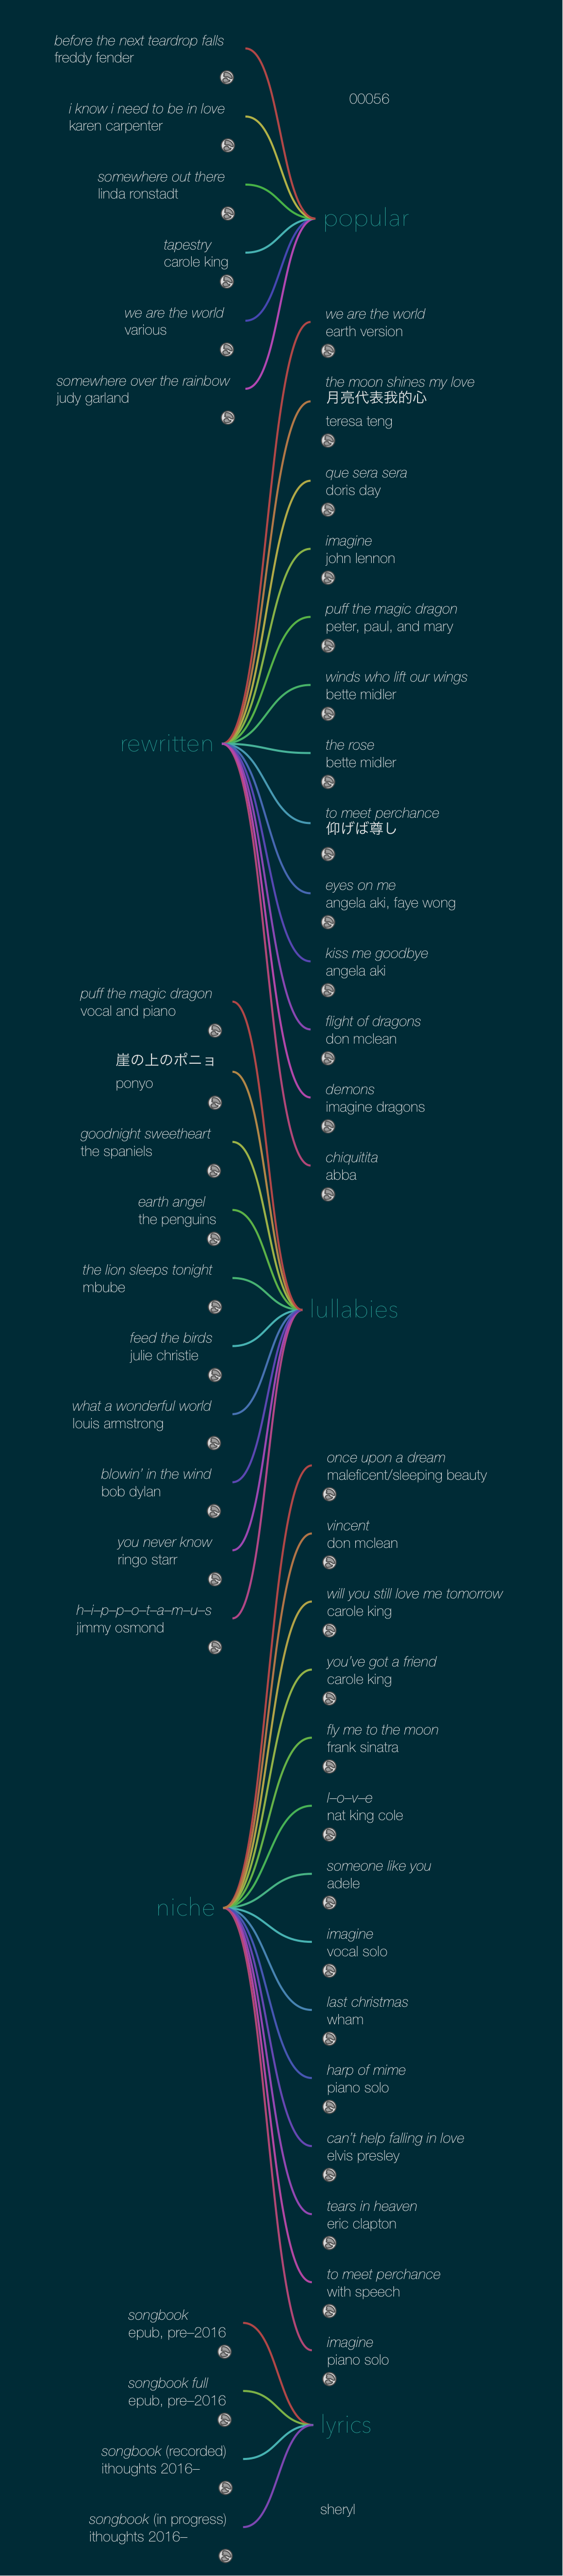 before the next teardrop falls
freddy fender
i know i need to be in love
karen carpenter
somewhere out there
linda ronstadt
tapestry
carole king
we are the world
various
somewhere over the rainbow
judy garland
00056
popular
we are the world
earth version
the moon shines my love
月亮代表我的心
teresa teng
que sera sera
doris day
imagine
john lennon
puff the magic dragon
peter, paul, and mary
winds who lift our wings
bette midler
the rose
bette midler
to meet perchance
仰げば尊し
eyes on me
angela aki, faye wong
kiss me goodbye
angela aki
flight of dragons
don mclean
demons
imagine dragons
chiquitita
abba
rewritten
puff the magic dragon
vocal and piano
崖の上のポニョ
ponyo
goodnight sweetheart
the spaniels
earth angel
the penguins
the lion sleeps tonight
mbube
feed the birds
julie christie
what a wonderful world
louis armstrong
blowin' in the wind
bob dylan
you never know
ringo starr
h–i–p–p–o–t–a–m–u–s
jimmy osmond
lullabies
once upon a dream
maleficent/sleeping beauty
vincent
don mclean
will you still love me tomorrow
carole king
you've got a friend
carole king
fly me to the moon
frank sinatra
l–o–v–e
nat king cole
someone like you
adele
imagine
vocal solo
last christmas
wham
harp of mime
piano solo
can't help falling in love
elvis presley
tears in heaven
eric clapton
to meet perchance
with speech
imagine
piano solo
niche
songbook
epub, pre–2016
songbook full
epub, pre–2016
songbook (recorded)
ithoughts 2016–
songbook (in progress)
ithoughts 2016–
lyrics
sheryl